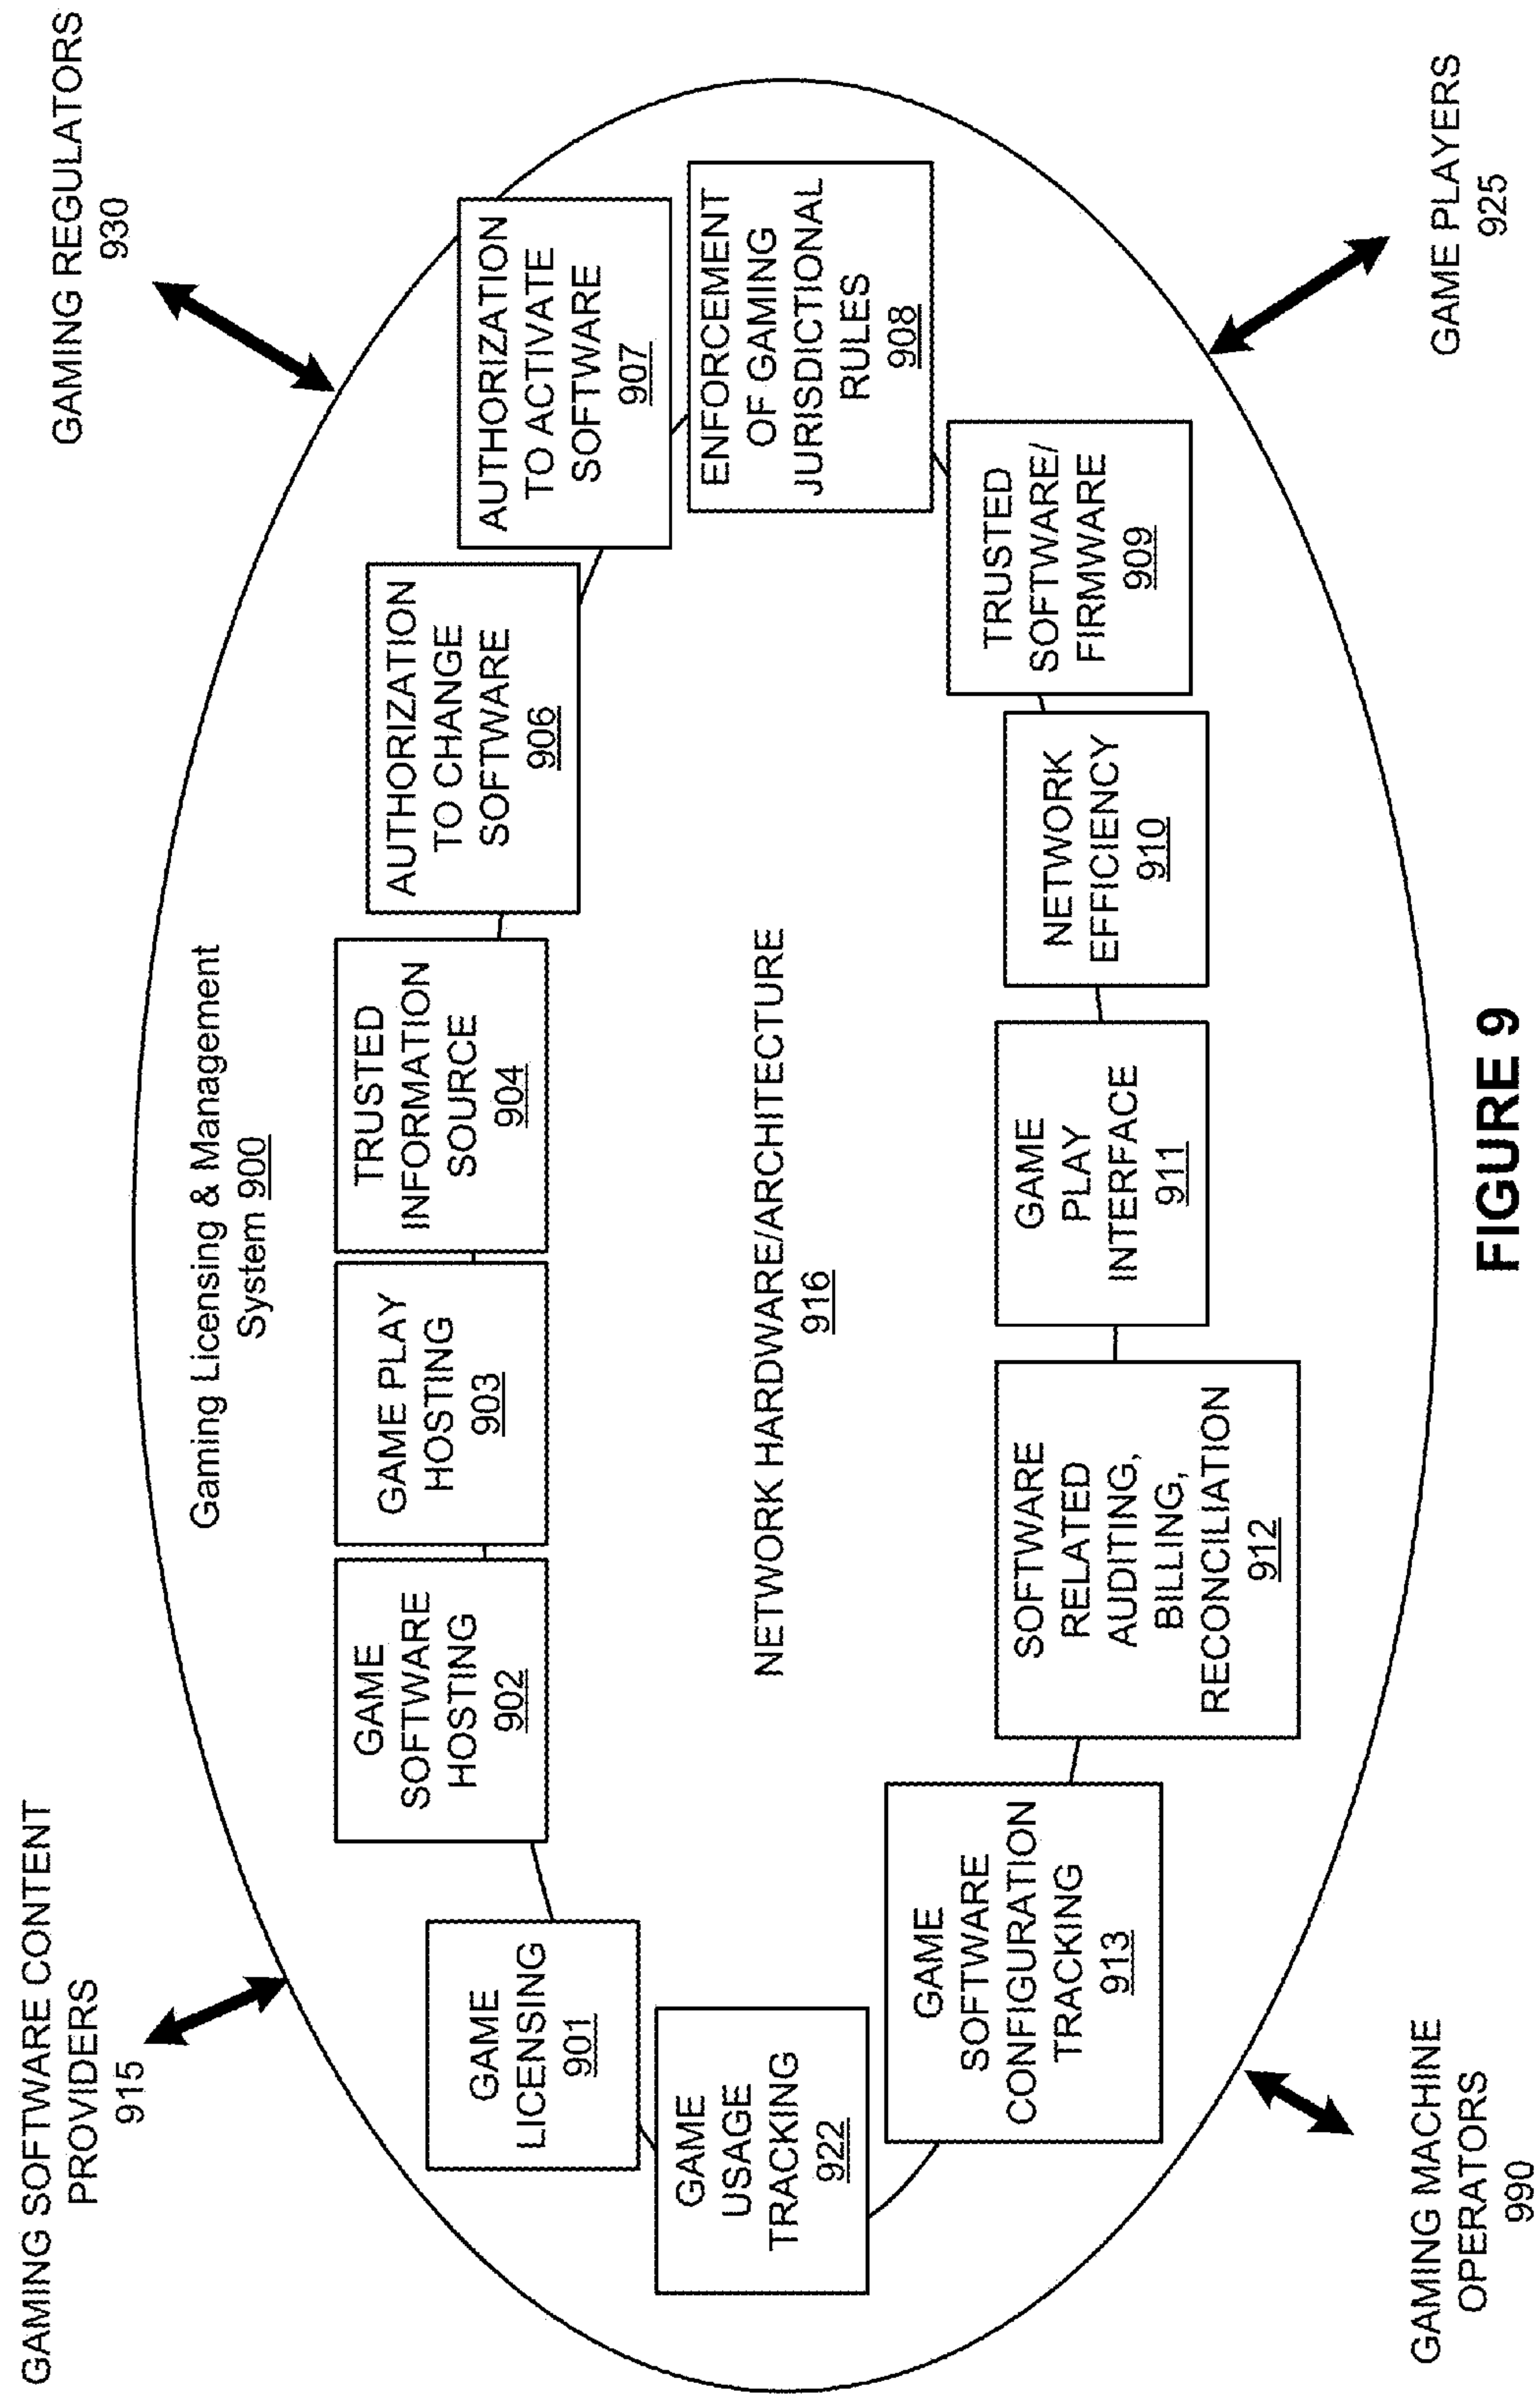 GAMING SOFTWARE CONTENT
PROVIDERS
915
GAMING REGULATORS
930
Gaming Licensing & Management
System 900
GAME
LICENSING
901
GAME
SOFTWARE
HOSTING
902
GAME PLAY
HOSTING
903
TRUSTED
INFORMATION
SOURCE
904
AUTHORIZATION
TO CHANGE
SOFTWARE
906
AUTHORIZATION
TO ACTIVATE
SOFTWARE
907
GAME
USAGE
TRACKING
922
NETWORK HARDWARE/ARCHITECTURE
916
ENFORCEMENT
OF GAMING
JURISDICTIONAL
RULES
908
GAME
SOFTWARE
CONFIGURATION
TRACKING
913
SOFTWARE
RELATED
AUDITING,
BILLING,
RECONCILIATION
912
GAME
PLAY
INTERFACE
911
NETWORK
EFFICIENCY
910
TRUSTED
SOFTWARE/
FIRMWARE
909
GAMING MACHINE
OPERATORS
990
GAME PLAYERS
925
FIGURE 9